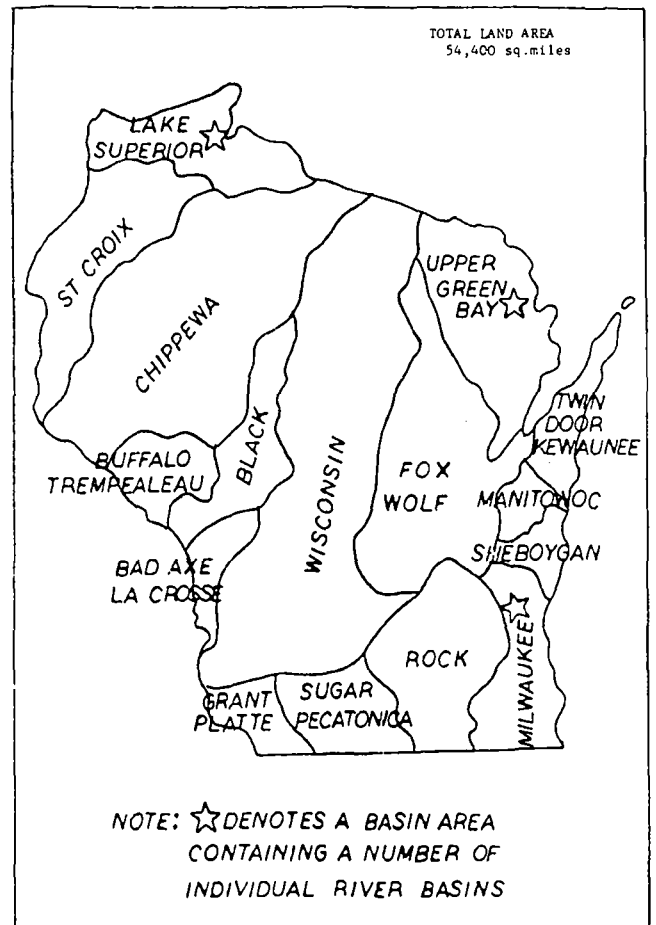 TOTAL LAND AREA
54,400 sq.miles
LAKE
SUPERIOR
ST CROIX
CHIPPEWA
UPPER
GREEN
BAY
TWIN
DOOR
KEWAUNEE
BUFFALO
TREMPEALEAU
BLACK
WISCONSIN
FOX
WOLF
MANITOWOC
SHEBOYGAN
BAD AXE
LA CROSSE
ROCK
MILWAUKEE
GRANT
PLATTE
SUGAR
PECATONICA
NOTE: ☆ DENOTES A BASIN AREA
CONTAINING A NUMBER OF
INDIVIDUAL RIVER BASINS